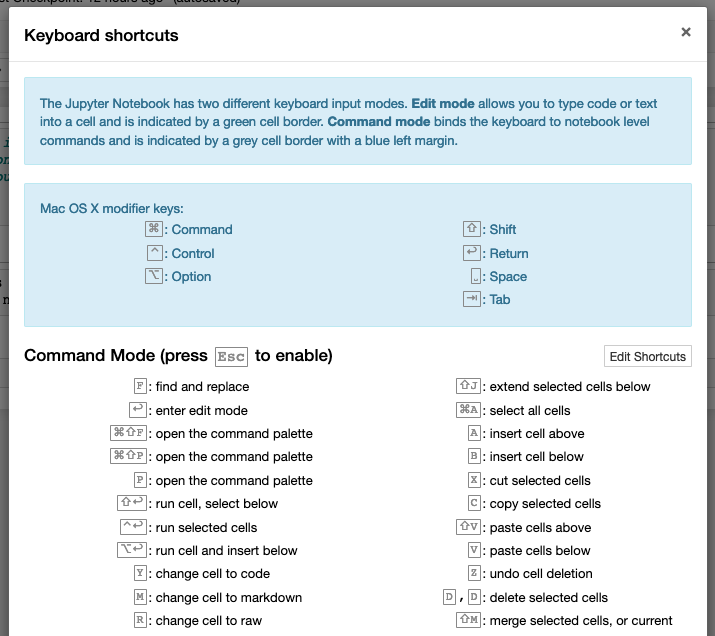 st Checkpoint: 12 hours ago (autosaved)
Keyboard shortcuts ×
The Jupyter Notebook has two different keyboard input modes. Edit mode allows you to type code or text
into a cell and is indicated by a green cell border. Command mode binds the keyboard to notebook level
commands and is indicated by a grey cell border with a blue left margin.
Mac OS X modifier keys:
⌘: Command
⌃: Control
⌥: Option
⇧: Shift
↩: Return
␣: Space
⇥: Tab
Command Mode (press Esc to enable)
Edit Shortcuts
F: find and replace
↩: enter edit mode
⌘⇧F: open the command palette
⌘⇧P: open the command palette
P: open the command palette
⇧↩: run cell, select below
⌃↩: run selected cells
⌥↩: run cell and insert below
Y: change cell to code
M: change cell to markdown
R: change cell to raw
⇧J: extend selected cells below
⌘A: select all cells
A: insert cell above
B: insert cell below
X: cut selected cells
C: copy selected cells
⇧V: paste cells above
V: paste cells below
Z: undo cell deletion
D, D: delete selected cells
⇧M: merge selected cells, or current